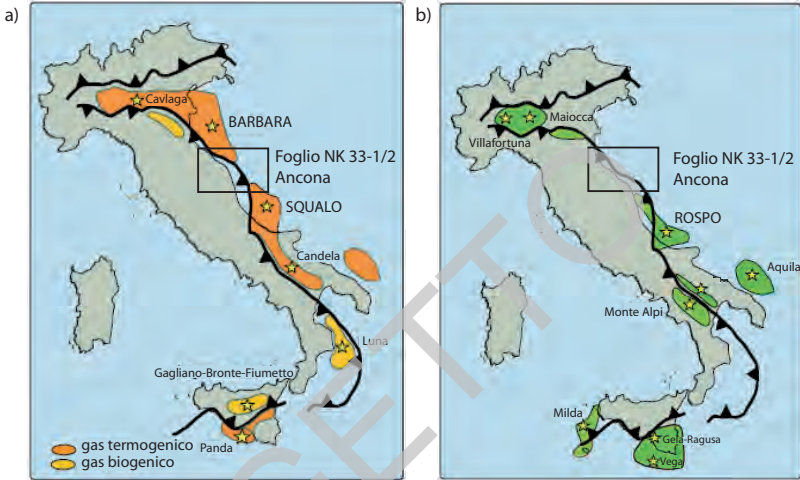 a)
Cavlaga
BARBARA
Foglio NK 33-1/2
Ancona
SQUALO
Candela
Luna
Gagliano-Bronte-Fiumetto
Panda
gas termogenico
gas biogenico
b)
Maiocca
Villafortuna
Foglio NK 33-1/2
Ancona
ROSPO
Aquila
Monte Alpi
Milda
Gela-Ragusa
Vega